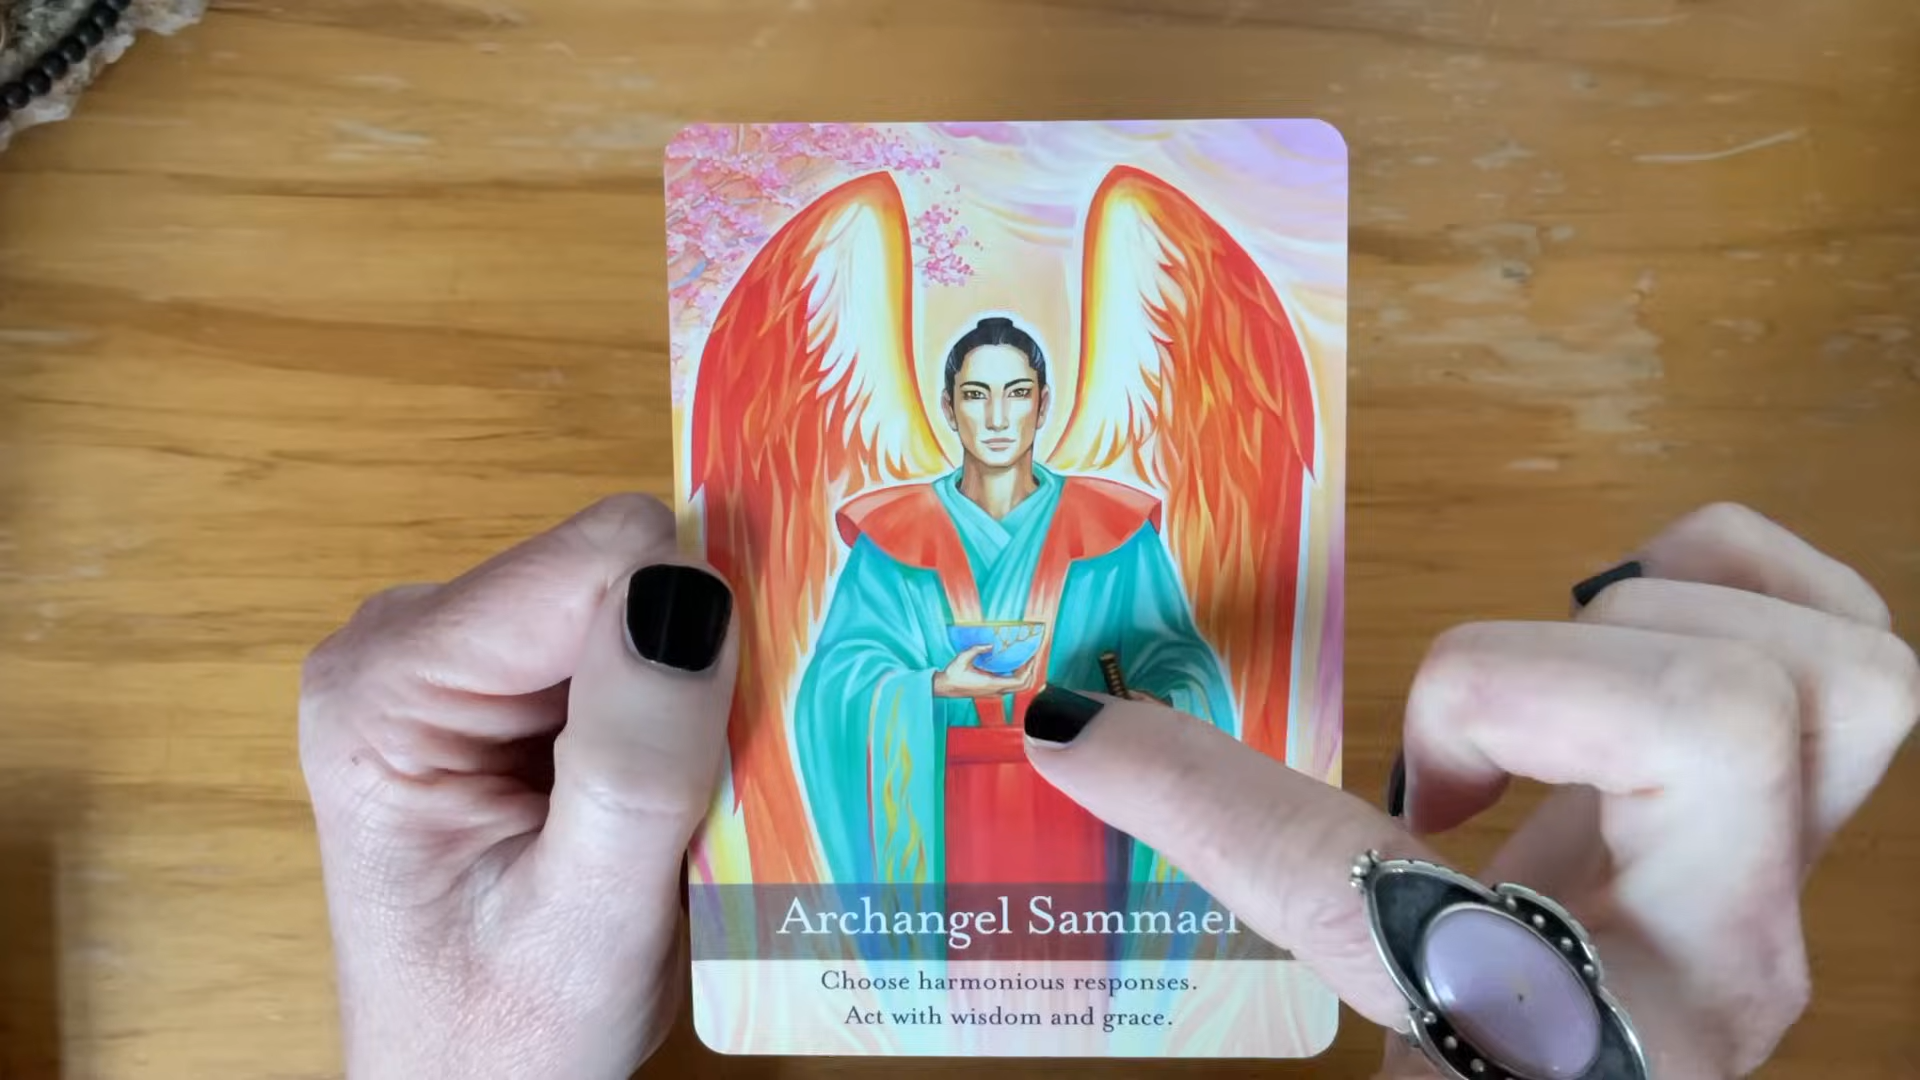 Archangel Sammael
Choose harmonious responses.
Act with wisdom and grace.